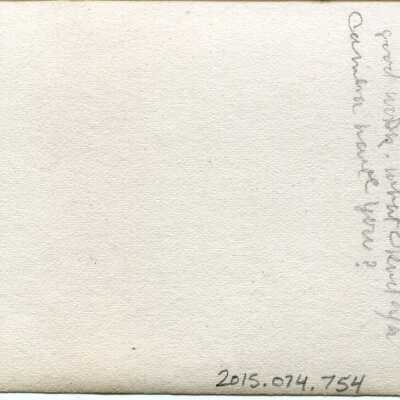 good work. what kind of a
Camera have you?
2015.074.754